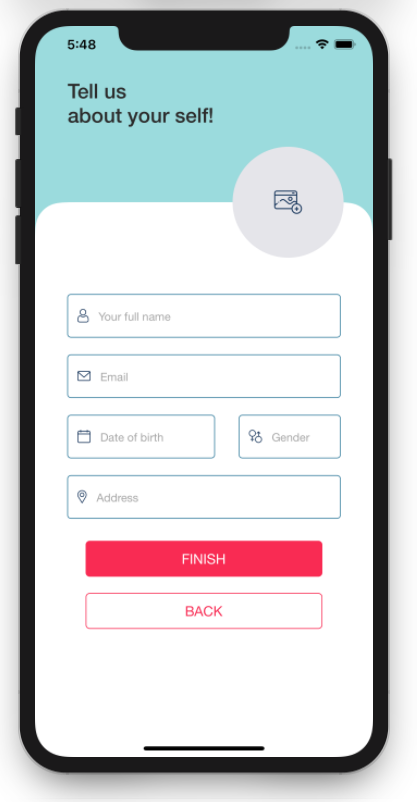 5:48
Tell us
about your self!
Your full name
Email
Date of birth
Gender
Address
FINISH
BACK